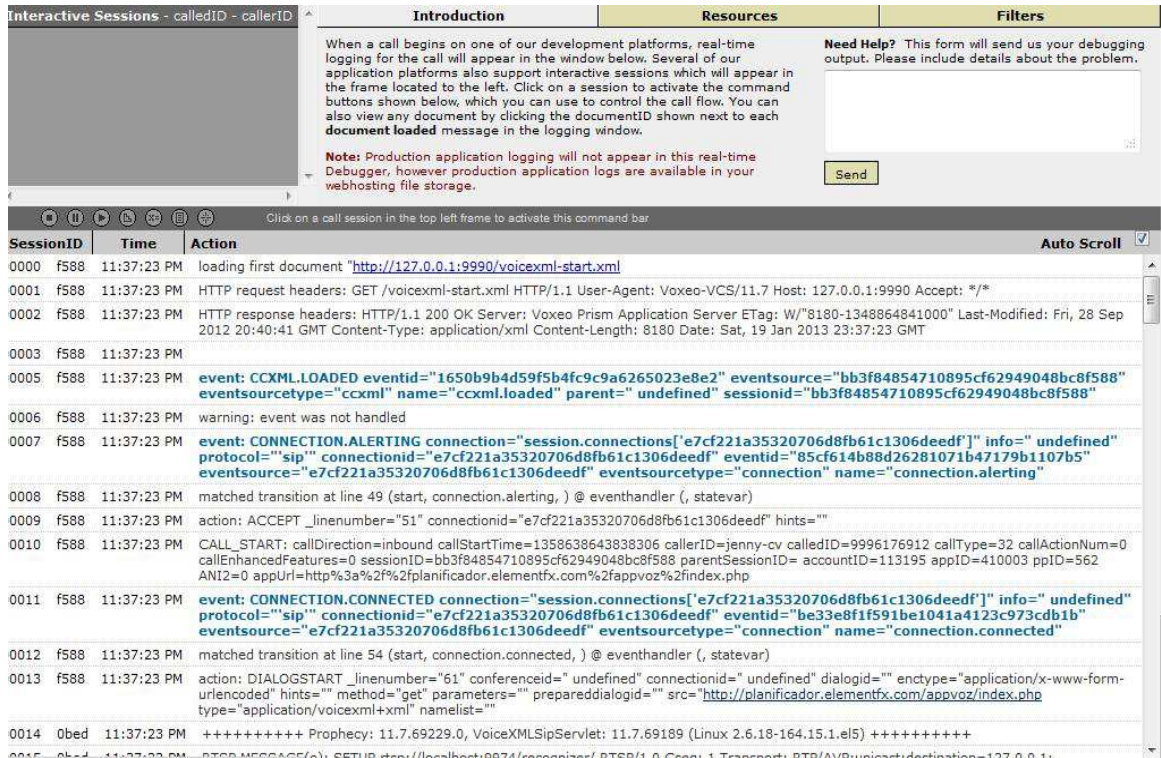 Interactive Sessions - calledID - callerID
Introduction
Resources
Filters
When a call begins on one of our development platforms, real-time
logging for the call will appear in the window below. Several of our
application platforms also support interactive sessions which will appear in
the frame located to the left. Click on a session to activate the command
buttons shown below, which you can use to control the call flow. You can
also view any document by clicking the documentID shown next to each
document loaded message in the logging window.
Note: Production application logging will not appear in this real-time
Debugger, however production application logs are available in your
webhosting file storage.
Need Help? This form will send us your debugging
output. Please include details about the problem.
Send
Click on a call session in the top left frame to activate this command bar
SessionID Time Action Auto Scroll
0000 f588 11:37:23 PM loading first document "http://127.0.0.1:9990/voicexml-start.xml
0001 f588 11:37:23 PM HTTP request headers: GET /voicexml-start.xml HTTP/1.1 User-Agent: Voxeo-VCS/11.7 Host: 127.0.0.1:9990 Accept: */*
0002 f588 11:37:23 PM HTTP response headers: HTTP/1.1 200 OK Server: Voxeo Prism Application Server ETag: W/"8180-1348864841000" Last-Modified: Fri, 28 Sep
2012 20:40:41 GMT Content-Type: application/xml Content-Length: 8180 Date: Sat, 19 Jan 2013 23:37:23 GMT
0003 f588 11:37:23 PM
0005 f588 11:37:23 PM event: CCXML.LOADED eventid="1650b9b4d59f5b4fc9c9a6265023e8e2" eventsource="bb3f84854710895cf62949048bc8f588"
eventsourcetype="ccxml" name="ccxml.loaded" parent=" undefined" sessionid="bb3f84854710895cf62949048bc8f588"
0006 f588 11:37:23 PM warning: event was not handled
0007 f588 11:37:23 PM event: CONNECTION.ALERTING connection="session.connections['e7cf221a35320706d8fb61c1306deedf']" info=" undefined"
protocol="'sip'" connectionid="e7cf221a35320706d8fb61c1306deedf" eventid="85cf614b88d26281071b47179b1107b5"
eventsource="e7cf221a35320706d8fb61c1306deedf" eventsourcetype="connection" name="connection.alerting"
0008 f588 11:37:23 PM matched transition at line 49 (start, connection.alerting, ) @ eventhandler (, statevar)
0009 f588 11:37:23 PM action: ACCEPT _linenumber="51" connectionid="e7cf221a35320706d8fb61c1306deedf" hints=""
0010 f588 11:37:23 PM CALL_START: callDirection=inbound callStartTime=1358638643838306 callerID=jenny-cv calledID=9996176912 callType=32 callActionNum=0
callEnhancedFeatures=0 sessionID=bb3f84854710895cf62949048bc8f588 parentSessionID= accountID=113195 appID=410003 ppID=562
ANI2=0 appUrl=http%3a%2f%2fplanificador.elementfx.com%2fappvoz%2findex.php
0011 f588 11:37:23 PM event: CONNECTION.CONNECTED connection="session.connections['e7cf221a35320706d8fb61c1306deedf']" info=" undefined"
protocol="'sip'" connectionid="e7cf221a35320706d8fb61c1306deedf" eventid="be33e8f1f591be1041a4123c973cdb1b"
eventsource="e7cf221a35320706d8fb61c1306deedf" eventsourcetype="connection" name="connection.connected"
0012 f588 11:37:23 PM matched transition at line 54 (start, connection.connected, ) @ eventhandler (, statevar)
0013 f588 11:37:23 PM action: DIALOGSTART _linenumber="61" conferenceid=" undefined" connectionid=" undefined" dialogid="" enctype="application/x-www-form-
urlencoded" hints="" method="get" parameters="" prepareddialogid="" src="http://planificador.elementfx.com/appvoz/index.php
type="application/voicexml+xml" namelist=""
0014 0bed 11:37:23 PM ++++++++++ Prophecy: 11.7.69229.0, VoiceXMLSipServlet: 11.7.69189 (Linux 2.6.18-164.15.1.el5) ++++++++++